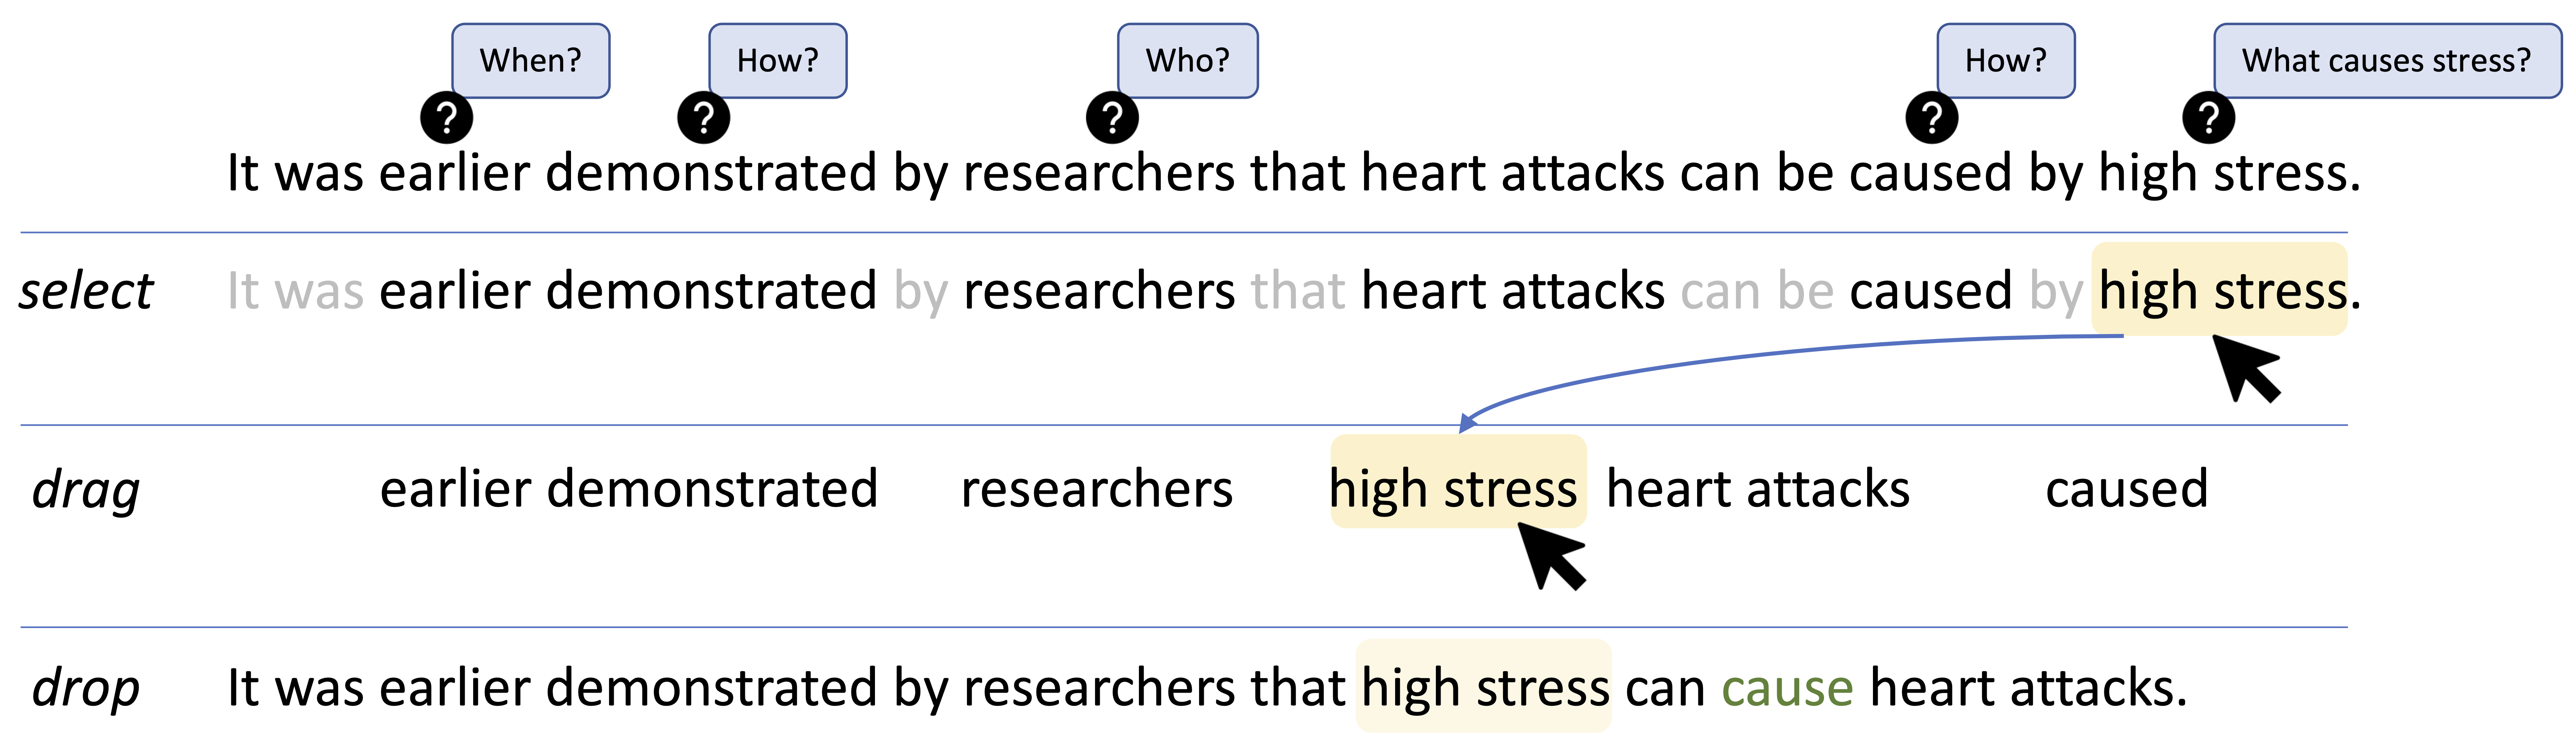 When? How? Who? How? What causes stress?
? ? ? ? ?
It was earlier demonstrated by researchers that heart attacks can be caused by high stress.
select It was earlier demonstrated by researchers that heart attacks can be caused by high stress.
drag earlier demonstrated researchers high stress heart attacks caused
drop It was earlier demonstrated by researchers that high stress can cause heart attacks.